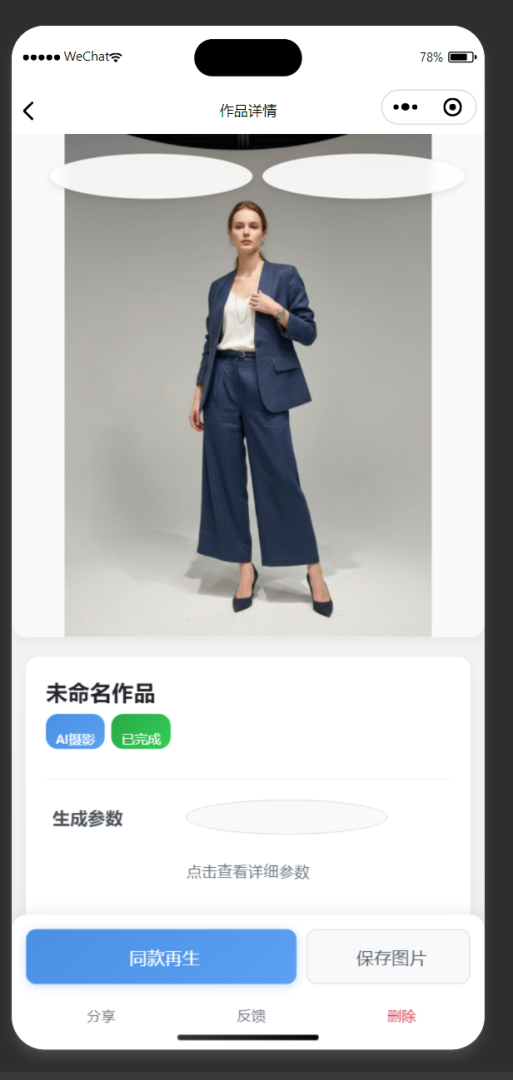 WeChat
78%
作品详情
未命名作品
AI摄影
已完成
生成参数
点击查看详细参数
同款再生
保存图片
分享
反馈
删除